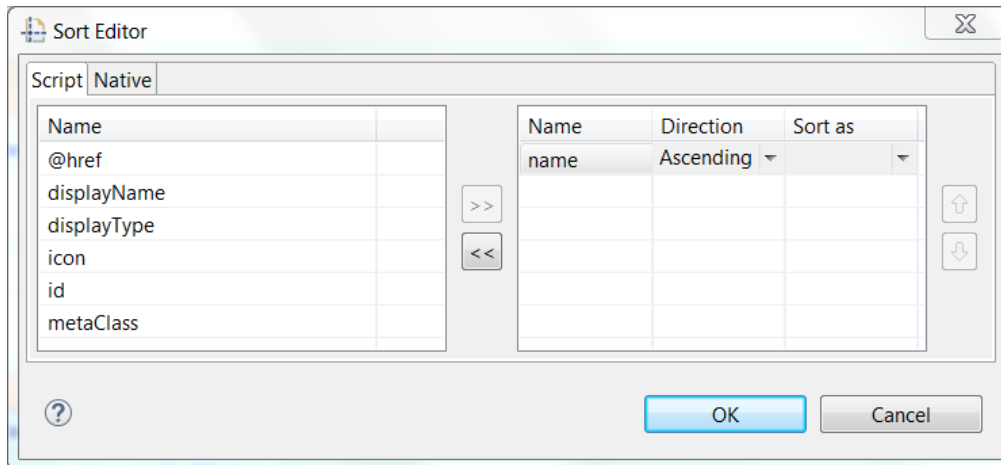 Sort Editor
Script Native
Name
@href
displayName
displayType
icon
id
metaClass
>>
<<
Name Direction Sort as
name Ascending
?
OK Cancel